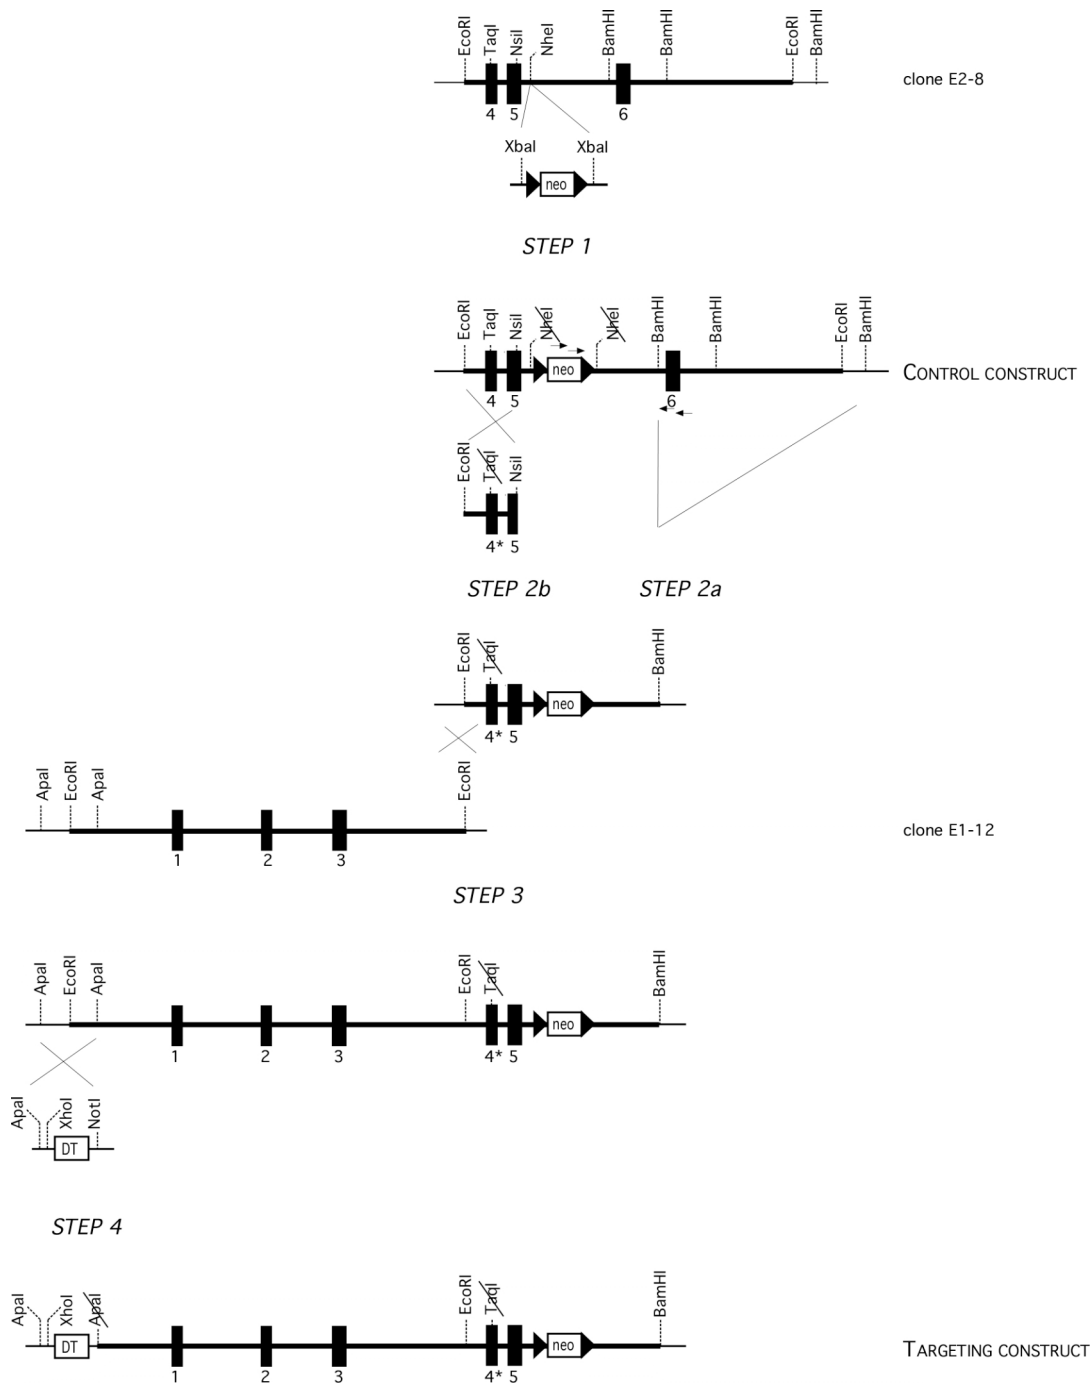 EcoRI TaqI NsiI NheI BamHI BamHI EcoRI BamHI
clone E2-8
4 5 6
XbaI XbaI
neo
STEP 1
EcoRI TaqI NsiI NheI NheI BamHI BamHI EcoRI BamHI
neo
CONTROL CONSTRUCT
4 5 6
EcoRI TaqI NsiI
4* 5
STEP 2b STEP 2a
EcoRI TaqI BamHI
neo
4* 5
ApaI EcoRI ApaI EcoRI
clone E1-12
1 2 3
STEP 3
ApaI EcoRI ApaI EcoRI TaqI BamHI
neo
1 2 3 4* 5
ApaI XhoI NotI
DT
STEP 4
ApaI XhoI ApaI EcoRI TaqI BamHI
DT neo
TARGETING CONSTRUCT
1 2 3 4* 5